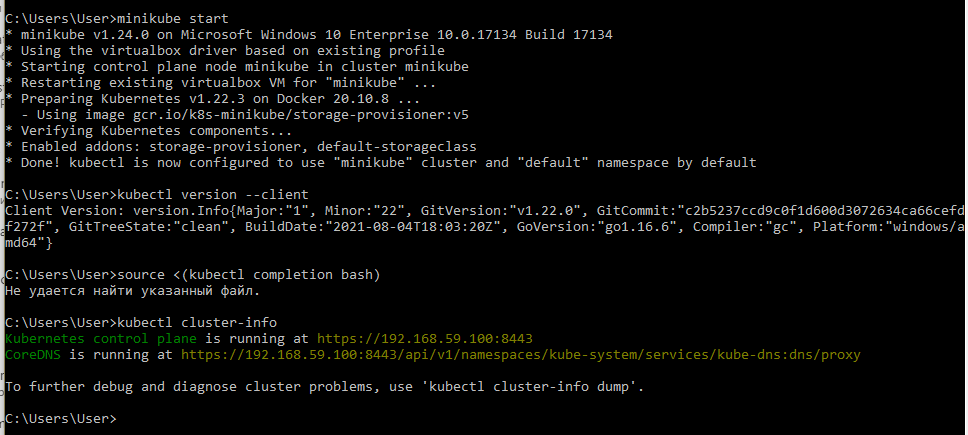 C:\Users\User>minikube start
* minikube v1.24.0 on Microsoft Windows 10 Enterprise 10.0.17134 Build 17134
* Using the virtualbox driver based on existing profile
* Starting control plane node minikube in cluster minikube
* Restarting existing virtualbox VM for "minikube" ...
* Preparing Kubernetes v1.22.3 on Docker 20.10.8 ...
  - Using image gcr.io/k8s-minikube/storage-provisioner:v5
* Verifying Kubernetes components...
* Enabled addons: storage-provisioner, default-storageclass
* Done! kubectl is now configured to use "minikube" cluster and "default" namespace by default
C:\Users\User>kubectl version --client
Client Version: version.Info{Major:"1", Minor:"22", GitVersion:"v1.22.0", GitCommit:"c2b5237ccd9c0f1d600d3072634ca66cefd
f272f", GitTreeState:"clean", BuildDate:"2021-08-04T18:03:20Z", GoVersion:"go1.16.6", Compiler:"gc", Platform:"windows/a
md64"}
C:\Users\User>source <(kubectl completion bash)
Не удается найти указанный файл.
C:\Users\User>kubectl cluster-info
Kubernetes control plane is running at https://192.168.59.100:8443
CoreDNS is running at https://192.168.59.100:8443/api/v1/namespaces/kube-system/services/kube-dns:dns/proxy
To further debug and diagnose cluster problems, use 'kubectl cluster-info dump'.
C:\Users\User>